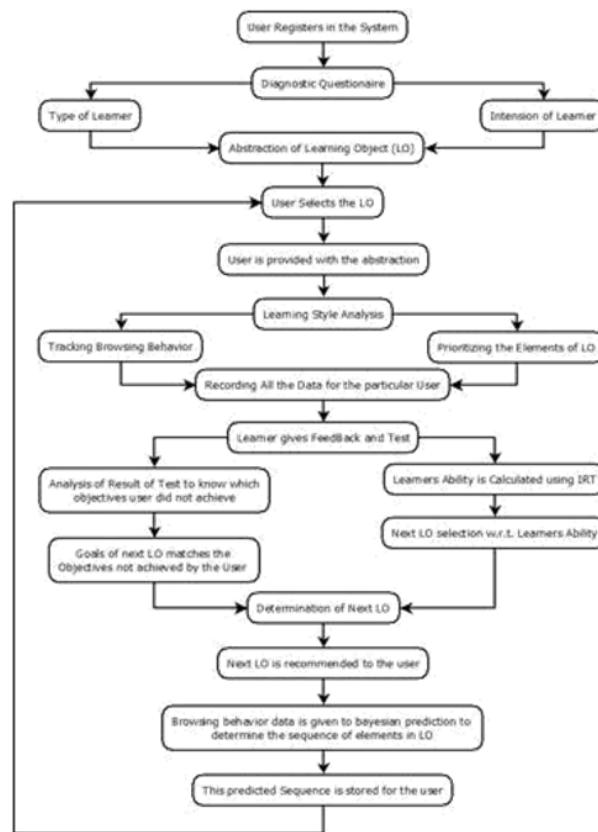 User Registers in the System
Diagnostic Questionaire
Type of Learner
Intension of Learner
Abstraction of Learning Object (LO)
User Selects the LO
User is provided with the abstraction
Learning Style Analysis
Tracking Browsing Behavior
Prioritizing the Elements of LO
Recording All the Data for the particular User
Learner gives FeedBack and Test
Analysis of Result of Test to know which
objectives user did not achieve
Learners Ability is Calculated using IRT
Goals of next LO matches the
Objectives not achieved by the User
Next LO selection w.r.t. Learners Ability
Determination of Next LO
Next LO is recommended to the user
Browsing behavior data is given to bayesian prediction to
determine the sequence of elements in LO
This predicted Sequence is stored for the user